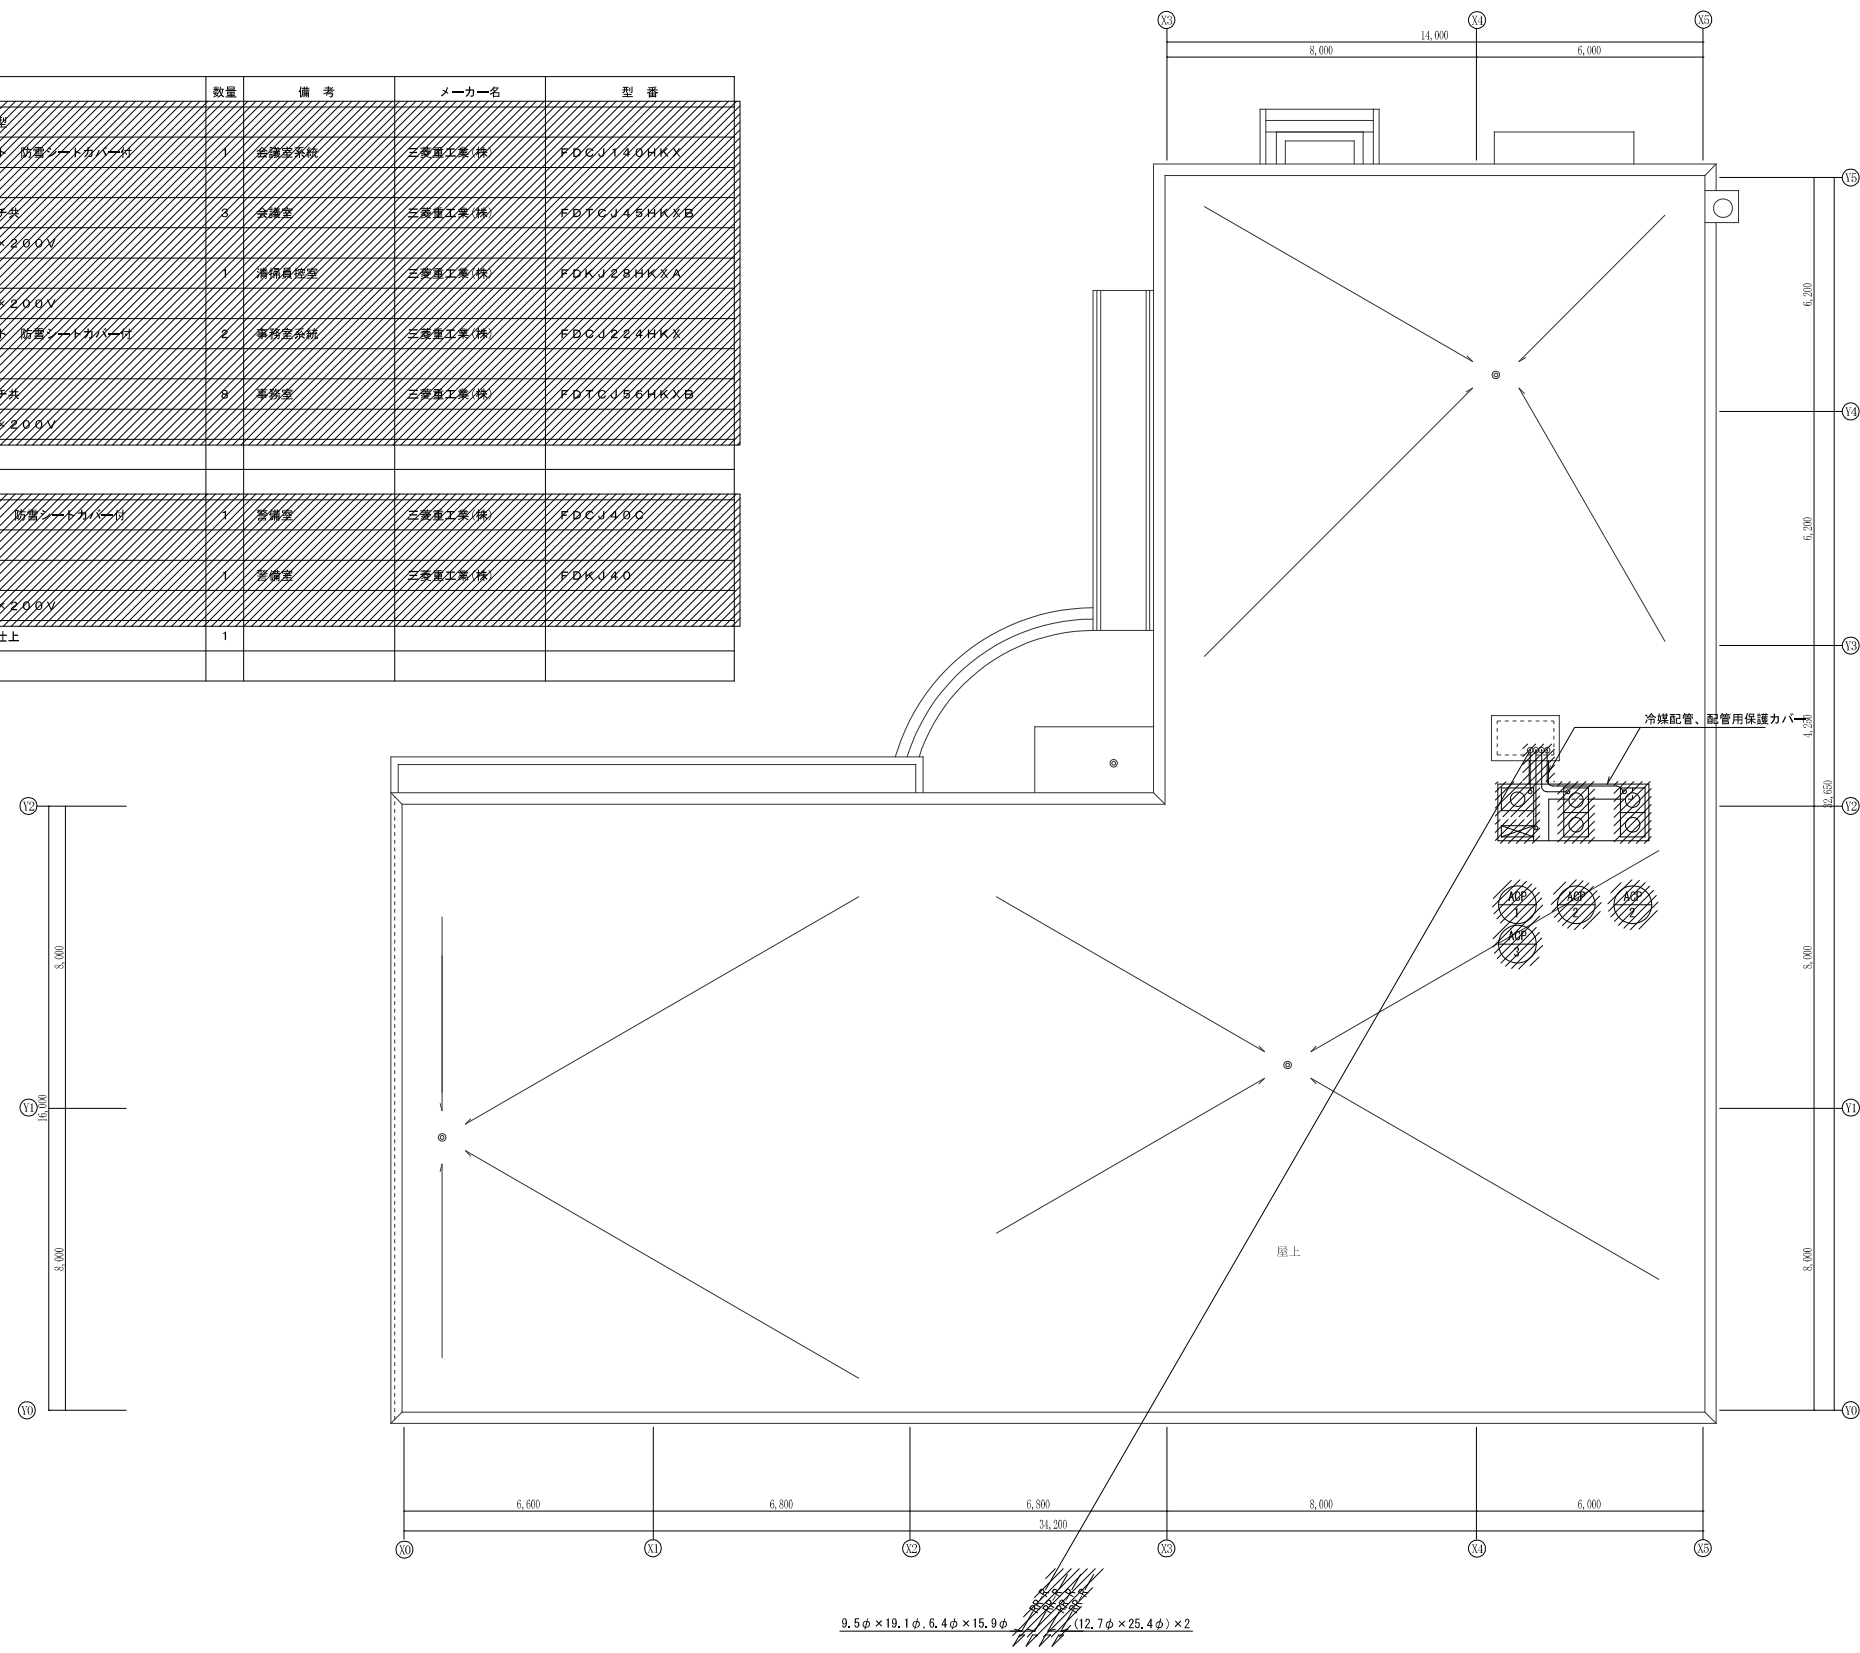 X3 X4 X5
14,000
8,000 6,000
数量 備 考 メーカー名 型 番
型
ト 防雪シートカバー付 1 会議室系統 三菱重工業(株) FDCJ140HKX
チ共 3 会議室 三菱重工業(株) FDTCJ45HKXB
×200V
1 清掃員控室 三菱重工業(株) FDKJ28HKXA
×200V
ト 防雪シートカバー付 2 事務室系統 三菱重工業(株) FDCJ224HKX
チ共 8 事務室 三菱重工業(株) FDTCJ56HKXB
×200V
防雪シートカバー付 1 警備室 三菱重工業(株) FDCJ40C
1 警備室 三菱重工業(株) FDKJ40
×200V
仕上 1
Y5
6,200
Y4
6,200
Y3
冷媒配管、配管用保護カバー
4,250
32,650
Y2
Y2
ACP
1
ACP
2
ACP
2
ACP
3
8,000
8,000
Y1
16,000
Y1
8,000
8,000
屋上
Y0
Y0
6,600 6,800 6,800 8,000 6,000
34,200
X0 X1 X2 X3 X4 X5
9.5φ×19.1φ,6.4φ×15.9φ (12.7φ×25.4φ)×2